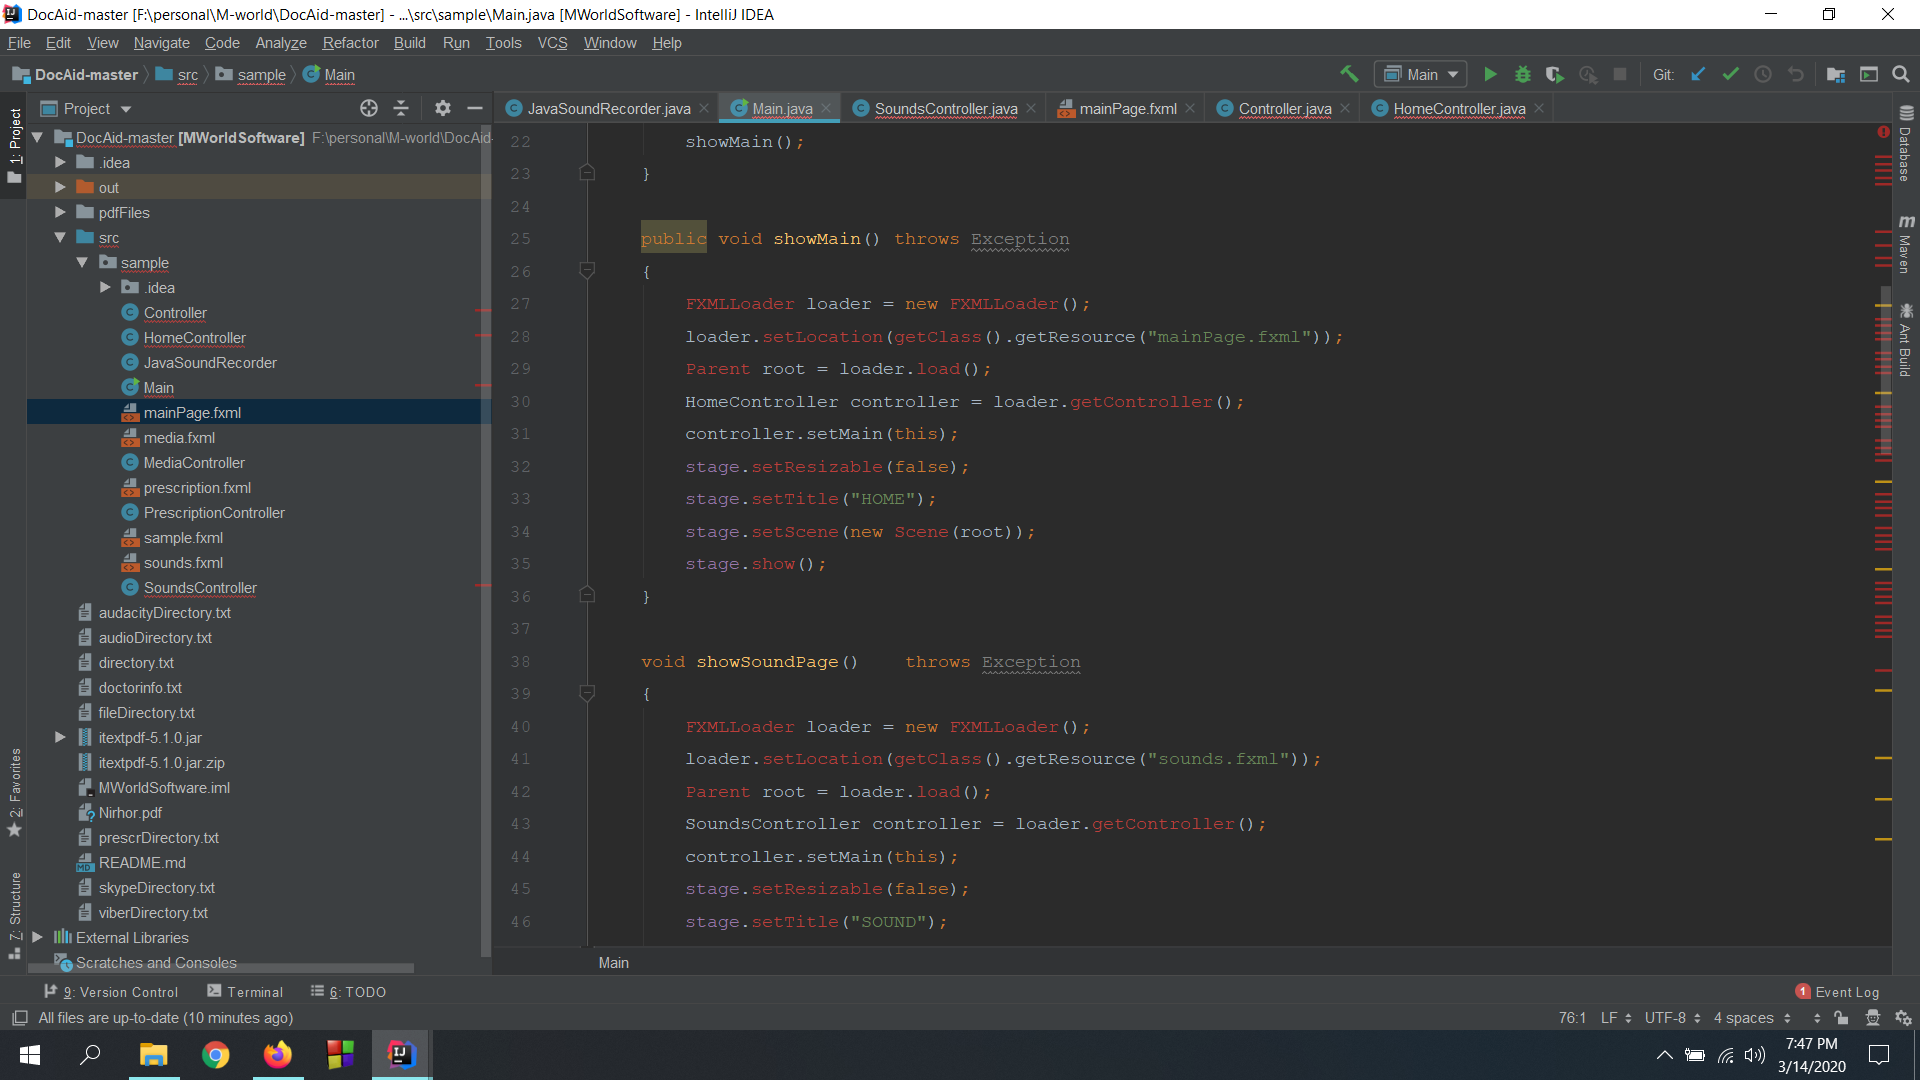 DocAid-master [F:\personal\M-world\DocAid-master] - ...\src\sample\Main.java [MWorldSoftware] - IntelliJ IDEA
File Edit View Navigate Code Analyze Refactor Build Run Tools VCS Window Help
DocAid-master src sample Main
Main Git:
Project
JavaSoundRecorder.java Main.java SoundsController.java mainPage.fxml Controller.java HomeController.java
1: Project
2: Favorites
7: Structure
DocAid-master [MWorldSoftware] F:\personal\M-world\DocAid-
.idea
out
pdfFiles
src
sample
.idea
Controller
HomeController
JavaSoundRecorder
Main
mainPage.fxml
media.fxml
MediaController
prescription.fxml
PrescriptionController
sample.fxml
sounds.fxml
SoundsController
audacityDirectory.txt
audioDirectory.txt
directory.txt
doctorinfo.txt
fileDirectory.txt
itextpdf-5.1.0.jar
itextpdf-5.1.0.jar.zip
MWorldSoftware.iml
Nirhor.pdf
prescrDirectory.txt
README.md
skypeDirectory.txt
viberDirectory.txt
External Libraries
Scratches and Consoles
22 showMain();
23 }
24
25 public void showMain() throws Exception
26 {
27 FXMLLoader loader = new FXMLLoader();
28 loader.setLocation(getClass().getResource("mainPage.fxml"));
29 Parent root = loader.load();
30 HomeController controller = loader.getController();
31 controller.setMain(this);
32 stage.setResizable(false);
33 stage.setTitle("HOME");
34 stage.setScene(new Scene(root));
35 stage.show();
36 }
37
38 void showSoundPage() throws Exception
39 {
40 FXMLLoader loader = new FXMLLoader();
41 loader.setLocation(getClass().getResource("sounds.fxml"));
42 Parent root = loader.load();
43 SoundsController controller = loader.getController();
44 controller.setMain(this);
45 stage.setResizable(false);
46 stage.setTitle("SOUND");
Main
Database
m Maven
Ant Build
9: Version Control Terminal 6: TODO
1 Event Log
All files are up-to-date (10 minutes ago)
76:1 LF UTF-8 4 spaces
7:47 PM
3/14/2020